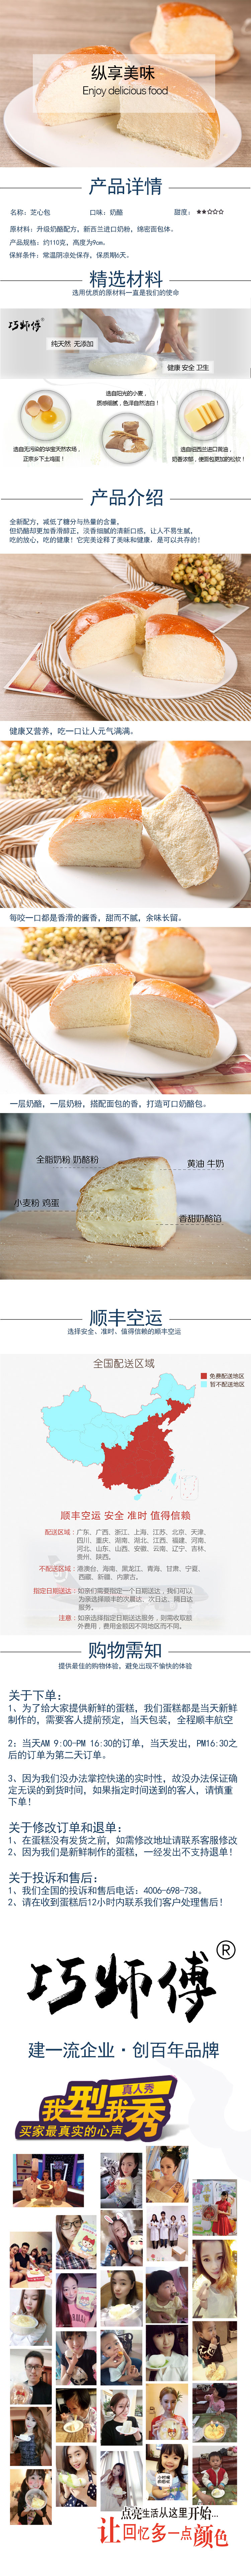 纵享美味
Enjoy delicious food
产品详情
名称：芝心包 口味：奶酪 甜度：★★☆☆☆
原材料：升级奶酪配方，新西兰进口奶粉，绵密面包体。
产品规格：约110克，高度为9cm。
保鲜条件：常温阴凉处保存，保质期6天。
精选材料
选用优质的原材料一直是我们的使命
巧师傅
纯天然 无添加
健康 安全 卫生
选自阳光的小麦，
质感细腻，色泽自然洁白！
选自无污染的华宝天然农场，
正宗乡下土鸡蛋！
选自纽西兰进口黄油，
奶香浓郁，使面包更加的松软！
产品介绍
全新配方，减低了糖分与热量的含量，
但奶酪却更加香滑醇正，淡香细腻的清新口感，让人不易生腻，
吃的放心，吃的健康！它完美诠释了美味和健康，是可以共存的！
健康又营养，吃一口让人元气满满。
每咬一口都是香滑的酱香，甜而不腻，余味长留。
一层奶酷，一层奶粉，搭配面包的香，打造可口奶酪包。
全脂奶粉 奶酪粉
黄油 牛奶
小麦粉 鸡蛋
香甜奶酪馅
顺丰空运
选择安全、准时、值得信赖的顺丰空运
全国配送区域
免费配送地区
暂不配送地区
顺丰空运 安全 准时 值得信赖
配送区域：广东、广西、浙江、上海、江苏、北京、天津、
四川、重庆、湖南、湖北、江西、福建、河南、
河北、山东、山西、安徽、云南、辽宁、吉林、
贵州、陕西。
不配送区域：港澳台、海南、黑龙江、青海、甘肃、宁夏、
西藏、新疆、内蒙古。
指定日期送达：如亲们需要指定一个日期送达，我们可以
为亲选择顺丰的次晨达、次日达、隔日达
服务。
注意：如亲选择指定日期送达服务，则需收取额
外费用，费用金额因不同地区而不同。
购物需知
提供最佳的购物体验，避免出现不愉快的体验
关于下单：
1、为了给大家提供新鲜的蛋糕，我们蛋糕都是当天新鲜
制作的，需要客人提前预定，当天包装，全程顺丰航空
2；当天AM 9:00-PM 16:30的订单，当天发出，PM16:30之
后的订单为第二天订单。
3、因为我们没办法掌控快递的实时性，故没办法保证确
定无误的到货时间，如果指定时间送到的客人，请慎重
下单！
关于修改订单和退单：
1、在蛋糕没有发货之前，如需修改地址请联系客服修改
2、因为我们是新鲜制作的蛋糕，一经发出不支持退单！
关于投诉和售后：
1、我们全国的投诉和售后电话：4006-698-738。
2、请在收到蛋糕后12小时内联系我们客户处理售后！
巧师傅®
建一流企业·创百年品牌
真人秀
我型我秀
买家最真实的心声
点亮生活从这里开始...
让回忆多一点颜色